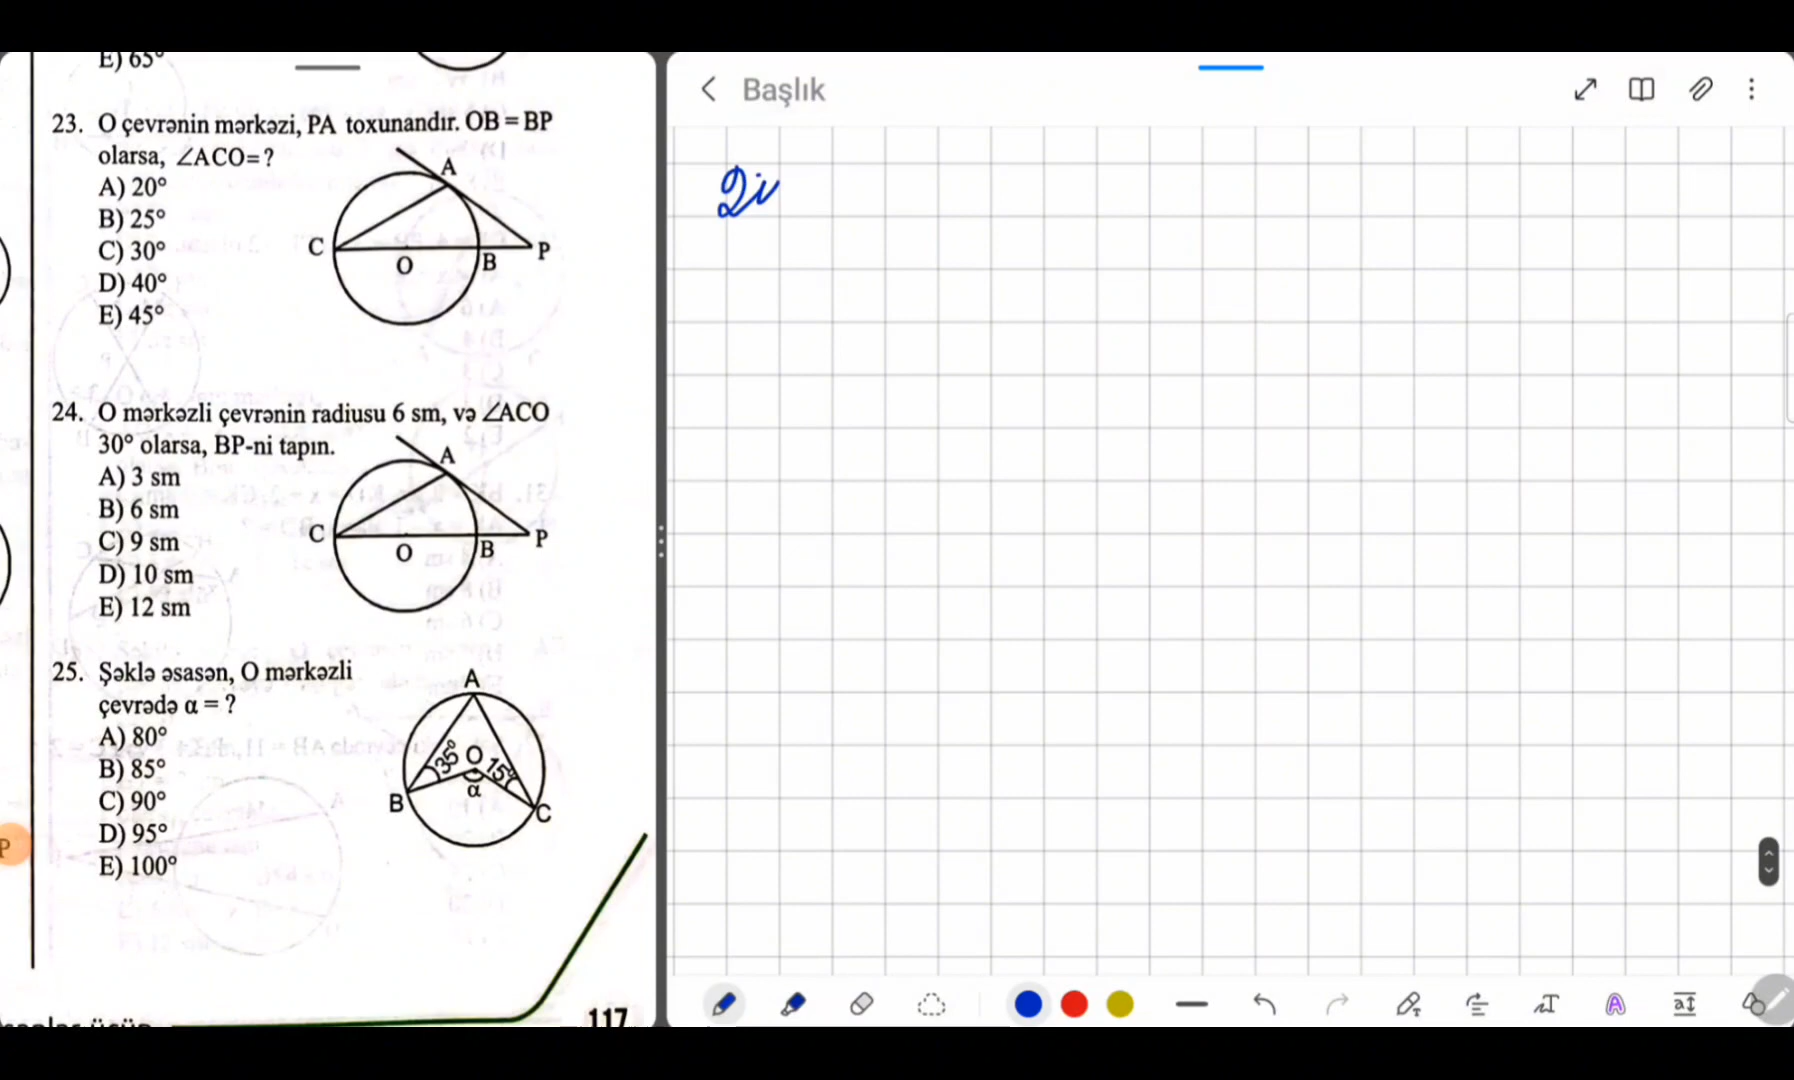 E) 65°
23. O çevrənin mərkəzi, PA toxunandır. OB = BP
olarsa, ∠ACO= ?
A) 20°
B) 25°
C) 30°
D) 40°
E) 45°
A
C
O
B
P
24. O mərkəzli çevrənin radiusu 6 sm, və ∠ACO
30° olarsa, BP-ni tapın.
A) 3 sm
B) 6 sm
C) 9 sm
D) 10 sm
E) 12 sm
A
C
O
B
P
25. Şəklə əsasən, O mərkəzli
çevrədə α = ?
A) 80°
B) 85°
C) 90°
D) 95°
E) 100°
A
35°
O
15°
α
B
C
P
117
Başlık